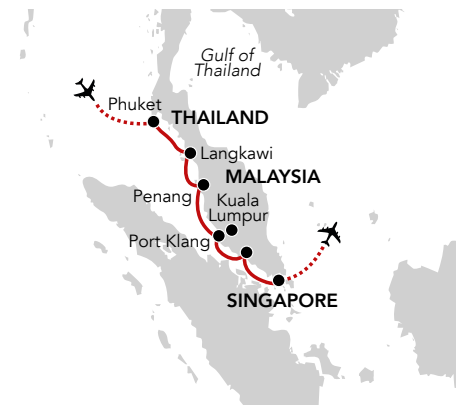 Gulf of
Thailand
Phuket
THAILAND
Langkawi
MALAYSIA
Penang
Kuala
Lumpur
Port Klang
SINGAPORE